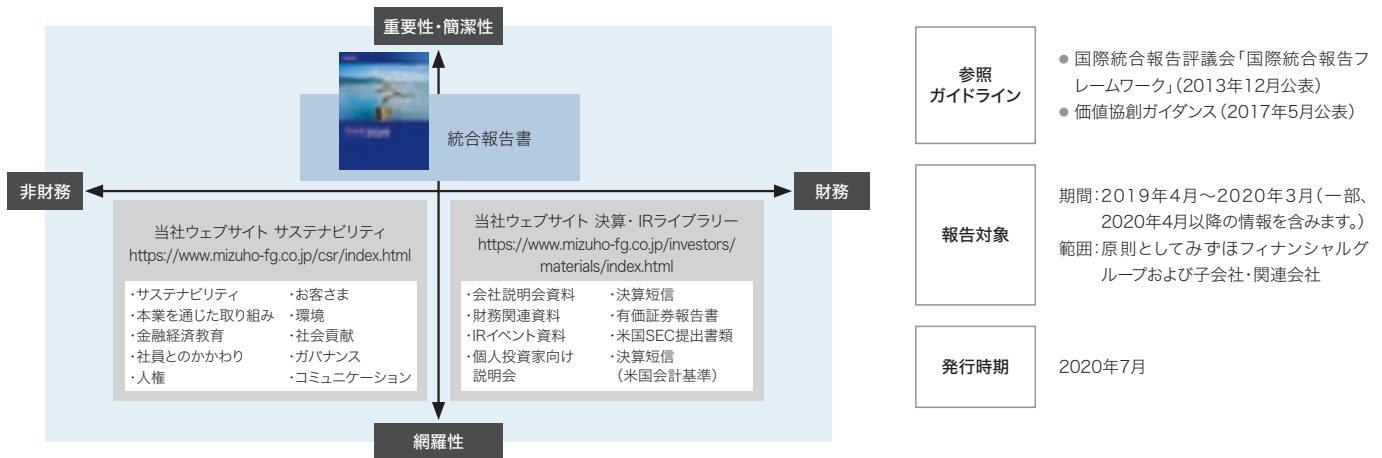 重要性・簡潔性
統合報告書
非財務
財務
当社ウェブサイト サステナビリティ
https://www.mizuho-fg.co.jp/csr/index.html
・サステナビリティ
・本業を通じた取り組み
・金融経済教育
・社員とのかかわり
・人権
・お客さま
・環境
・社会貢献
・ガバナンス
・コミュニケーション
当社ウェブサイト 決算・IRライブラリー
https://www.mizuho-fg.co.jp/investors/
materials/index.html
・会社説明会資料
・財務関連資料
・IRイベント資料
・個人投資家向け
説明会
・決算短信
・有価証券報告書
・米国SEC提出書類
・決算短信
（米国会計基準）
網羅性
参照
ガイドライン
● 国際統合報告評議会「国際統合報告フ
レームワーク」（2013年12月公表）
● 価値協創ガイダンス（2017年5月公表）
報告対象
期間：2019年4月～2020年3月（一部、
2020年4月以降の情報を含みます。）
範囲：原則としてみずほフィナンシャルグ
ループおよび子会社・関連会社
発行時期
2020年7月